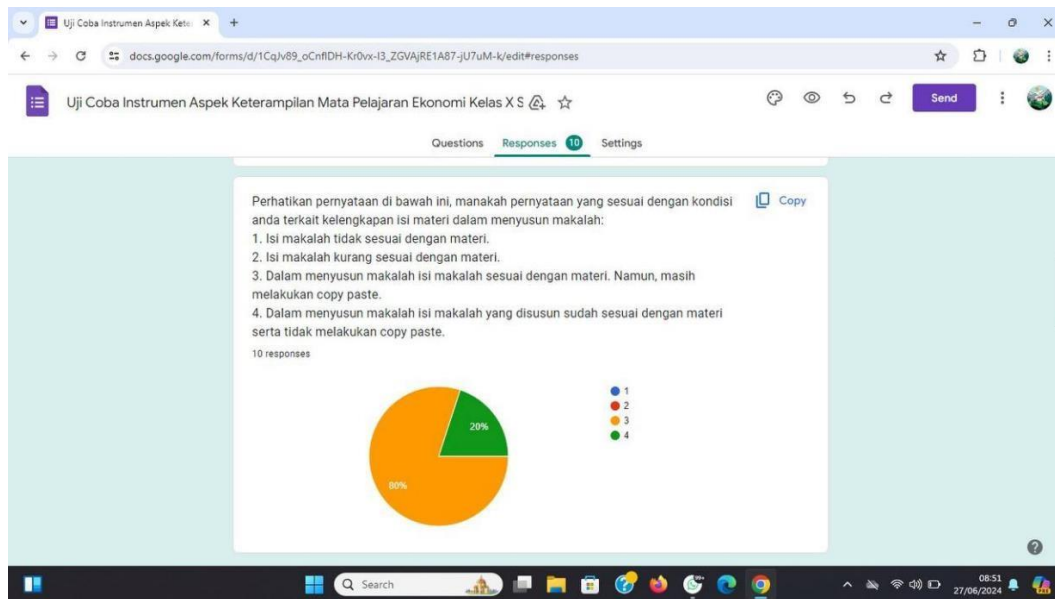 Uji Coba Instrumen Aspek Kete
docs.google.com/forms/d/1CqJv89_oCnflDH-Kr0vx-I3_ZGVAjRE1A87-jU7uM-k/edit#responses
Uji Coba Instrumen Aspek Keterampilan Mata Pelajaran Ekonomi Kelas X S
Send
Questions Responses 10 Settings
Perhatikan pernyataan di bawah ini, manakah pernyataan yang sesuai dengan kondisi
Copy
anda terkait kelengkapan isi materi dalam menyusun makalah:
1. Isi makalah tidak sesuai dengan materi.
2. Isi makalah kurang sesuai dengan materi.
3. Dalam menyusun makalah isi makalah sesuai dengan materi. Namun, masih
melakukan copy paste.
4. Dalam menyusun makalah isi makalah yang disusun sudah sesuai dengan materi
serta tidak melakukan copy paste.
10 responses
1
2
3
4
20%
80%
Search
08:51
27/06/2024